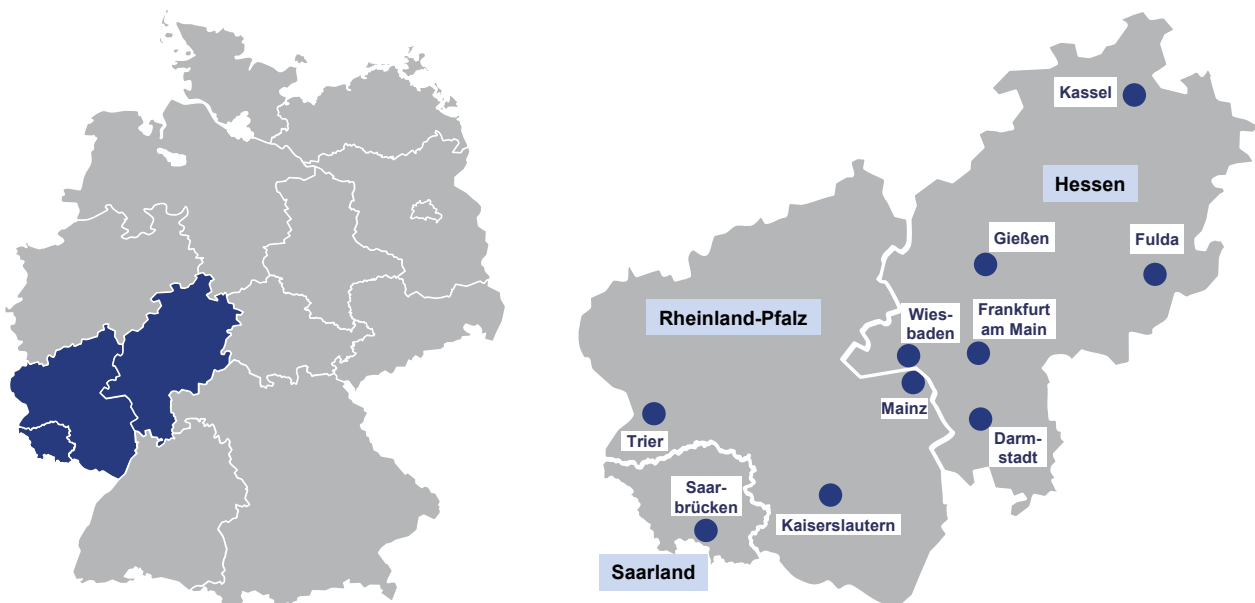 Kassel
Hessen
Gießen
Fulda
Rheinland-Pfalz
Wies-
baden
Frankfurt
am Main
Mainz
Trier
Darm-
stadt
Saar-
brücken
Kaiserslautern
Saarland